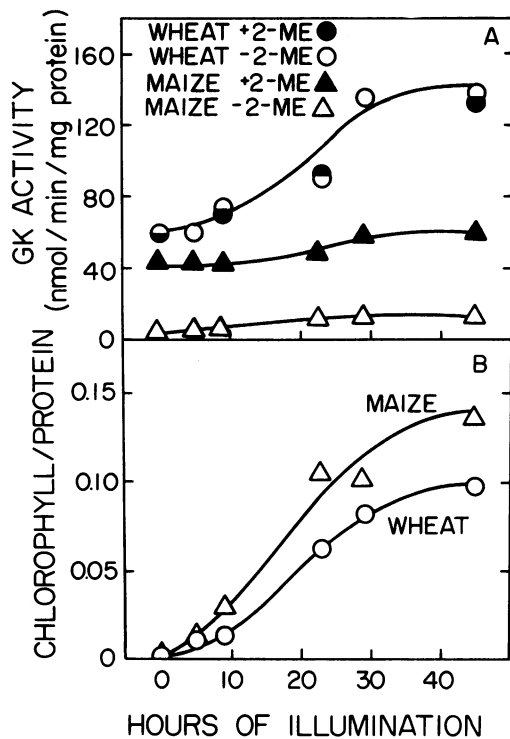 WHEAT +2-ME
WHEAT -2-ME
MAIZE +2-ME
MAIZE -2-ME
A
160
120
80
40
0
GK ACTIVITY
(nmol/min/mg protein)
B
0.15
0.10
0.05
0
CHLOROPHYLL/PROTEIN
MAIZE
WHEAT
0 10 20 30 40
HOURS OF ILLUMINATION